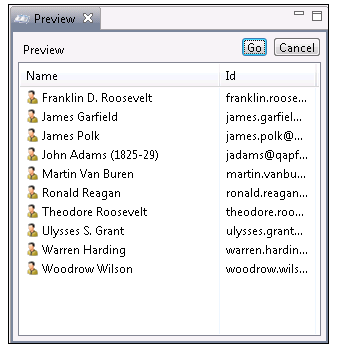 Preview
Preview Go Cancel
Name Id
Franklin D. Roosevelt franklin.roose...
James Garfield james.garfiel...
James Polk james.polk@...
John Adams (1825-29) jadams@qapf...
Martin Van Buren martin.vanbu...
Ronald Reagan ronald.reagan...
Theodore Roosevelt theodore.roo...
Ulysses S. Grant ulysses.grant...
Warren Harding warren.hardin...
Woodrow Wilson woodrow.wils...